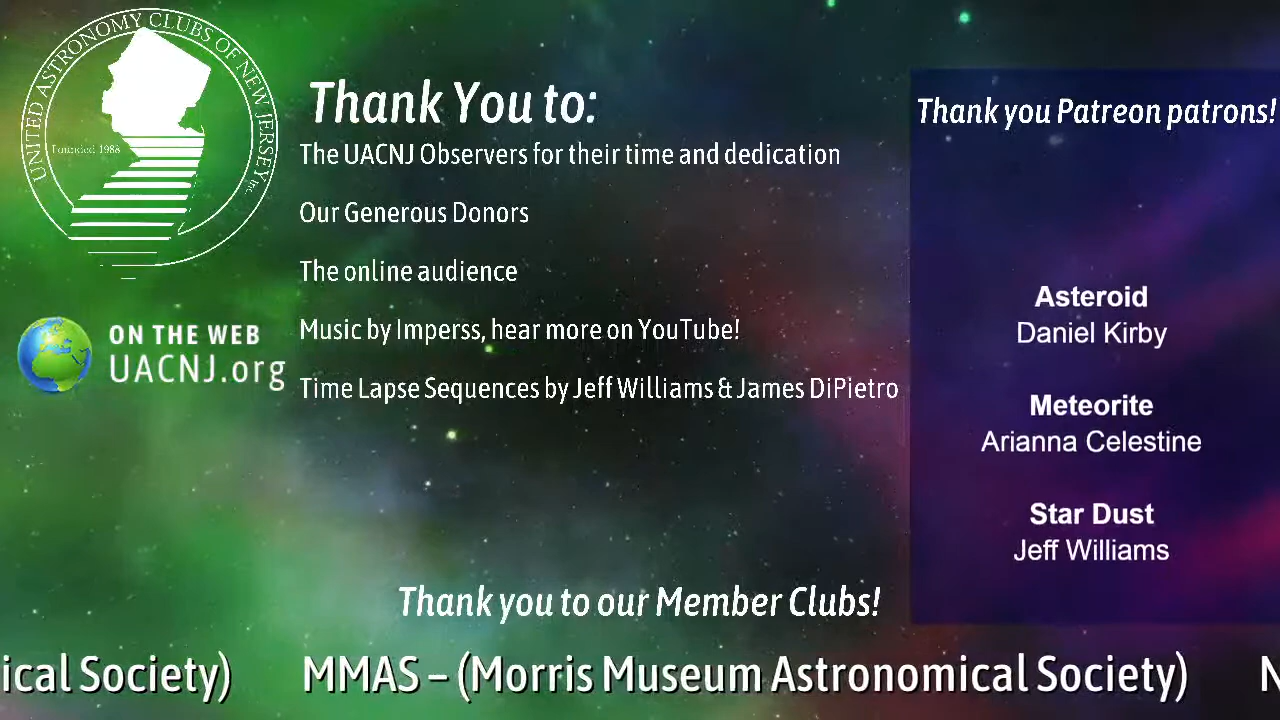 UNITED ASTRONOMY CLUBS OF NEW JERSEY Inc.
Founded 1988
Thank You to:
The UACNJ Observers for their time and dedication
Our Generous Donors
The online audience
Music by Imperss, hear more on YouTube!
Time Lapse Sequences by Jeff Williams & James DiPietro
ON THE WEB
UACNJ.org
Thank you Patreon patrons!
Asteroid
Daniel Kirby
Meteorite
Arianna Celestine
Star Dust
Jeff Williams
Thank you to our Member Clubs!
ical Society) MMAS – (Morris Museum Astronomical Society) N